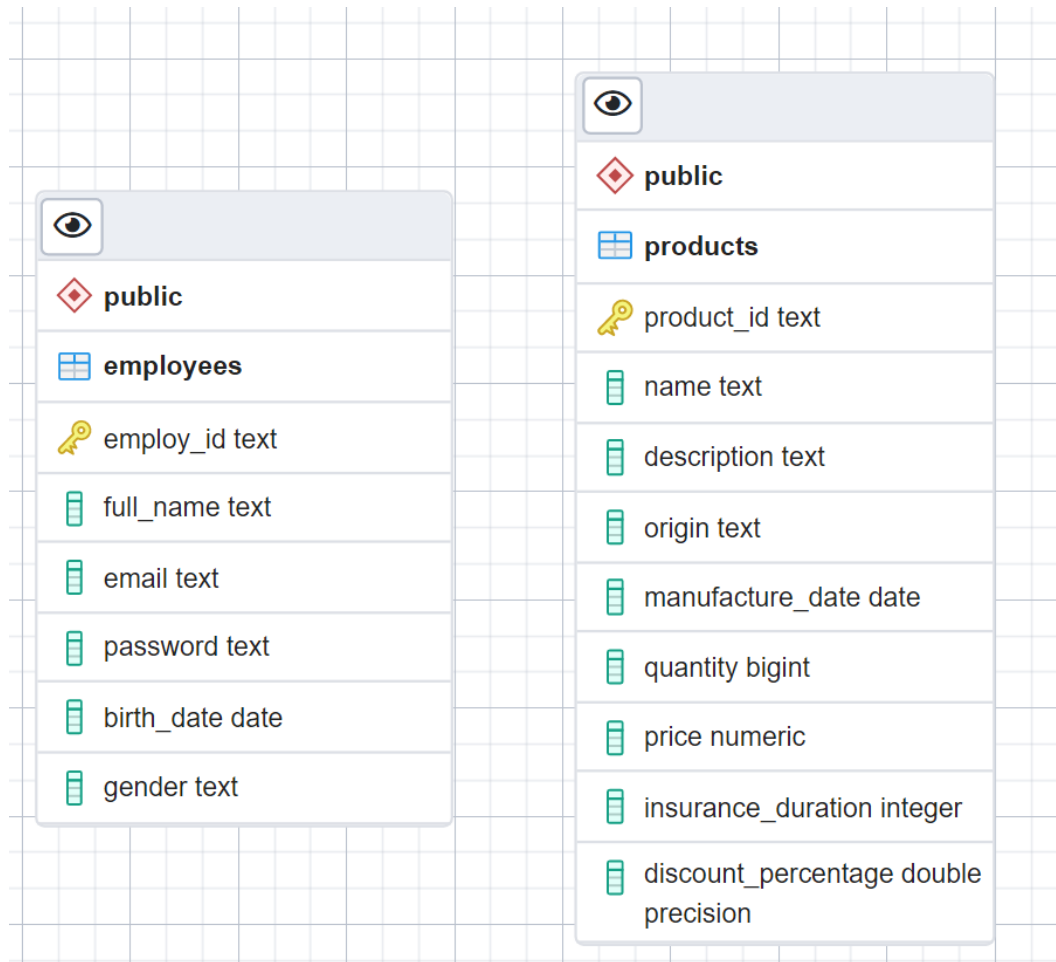 public
employees
employ_id text
full_name text
email text
password text
birth_date date
gender text
public
products
product_id text
name text
description text
origin text
manufacture_date date
quantity bigint
price numeric
insurance_duration integer
discount_percentage double
precision